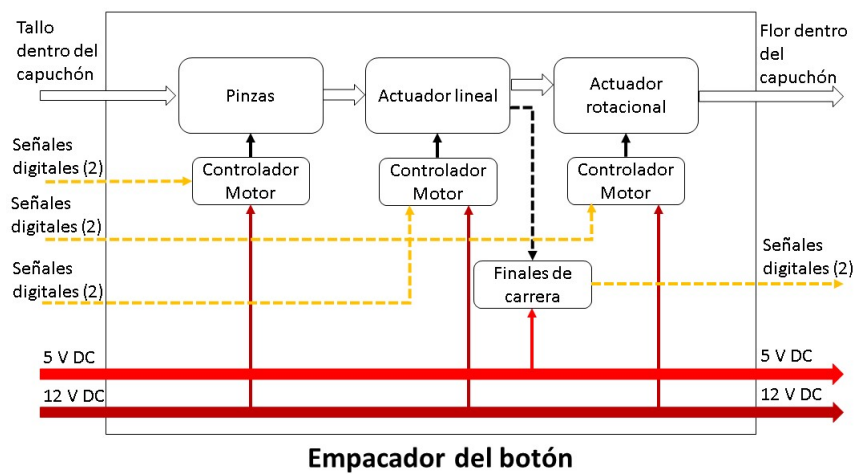 Tallo
dentro del
capuchón
Flor dentro
del
capuchón
Pinzas
Actuador lineal
Actuador
rotacional
Señales
digitales (2)
Controlador
Motor
Controlador
Motor
Controlador
Motor
Señales
digitales (2)
Señales
digitales (2)
Finales de
carrera
Señales
digitales (2)
5 V DC
5 V DC
12 V DC
12 V DC
Empacador del botón